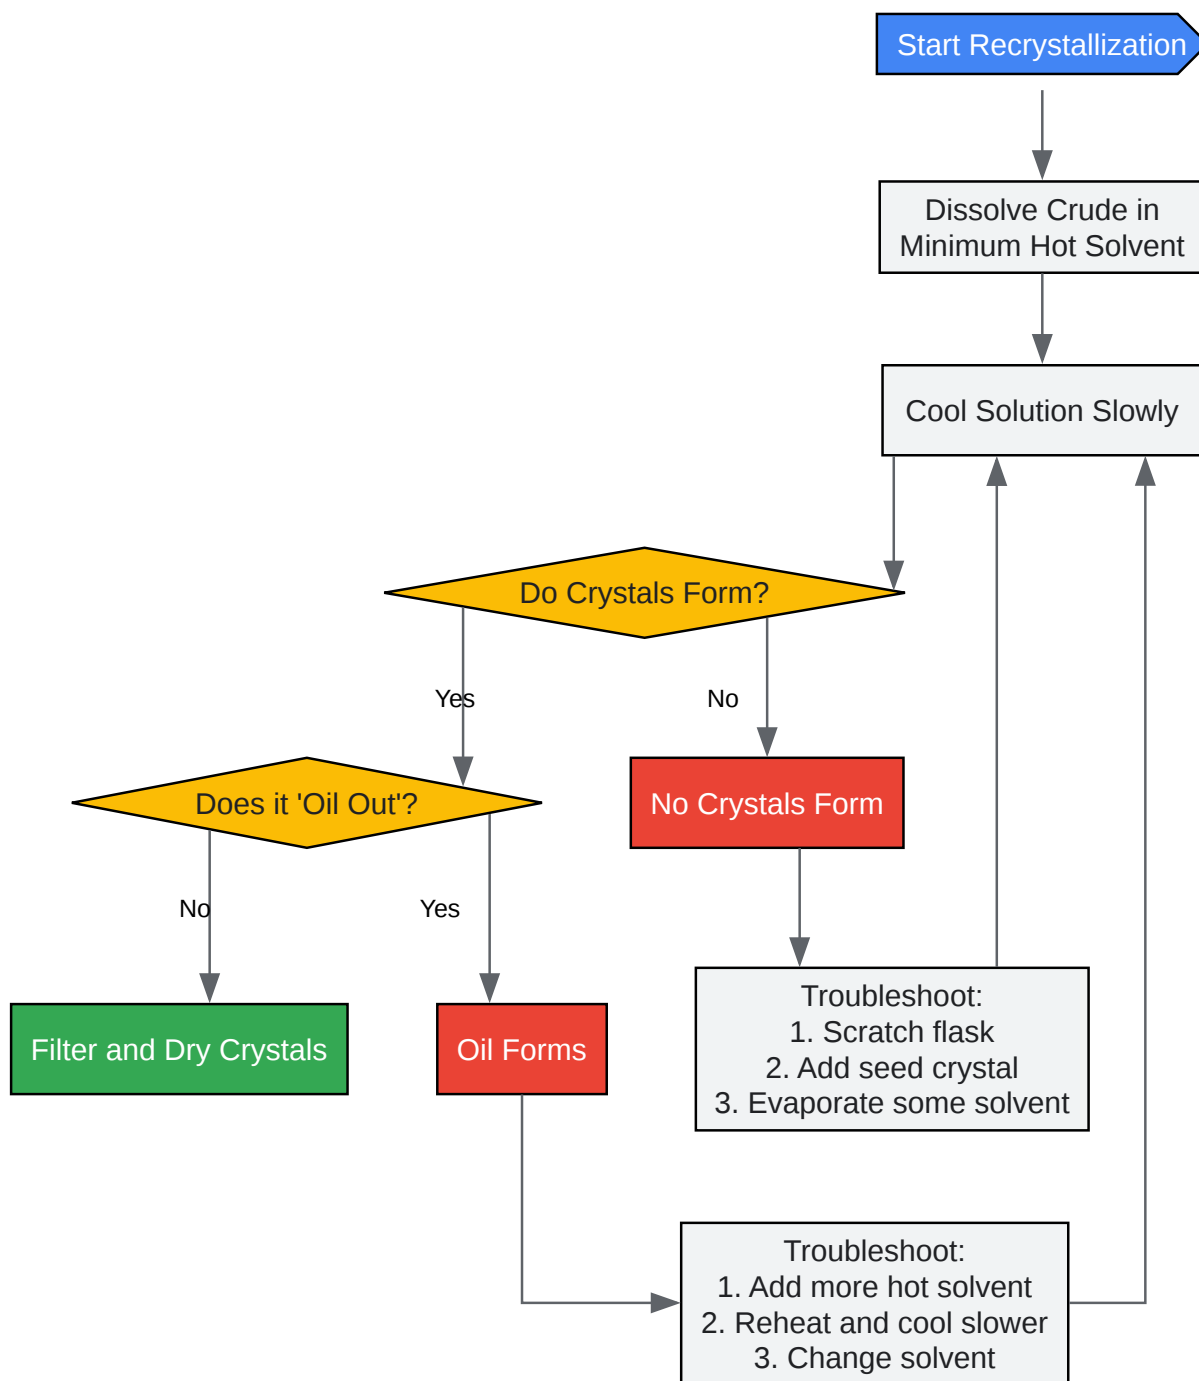 Start Recrystallization
Dissolve Crude in
Minimum Hot Solvent
Cool Solution Slowly
Do Crystals Form?
Yes
No
Does it 'Oil Out'?
No Crystals Form
No
Yes
Filter and Dry Crystals
Oil Forms
Troubleshoot:
1. Scratch flask
2. Add seed crystal
3. Evaporate some solvent
Troubleshoot:
1. Add more hot solvent
2. Reheat and cool slower
3. Change solvent